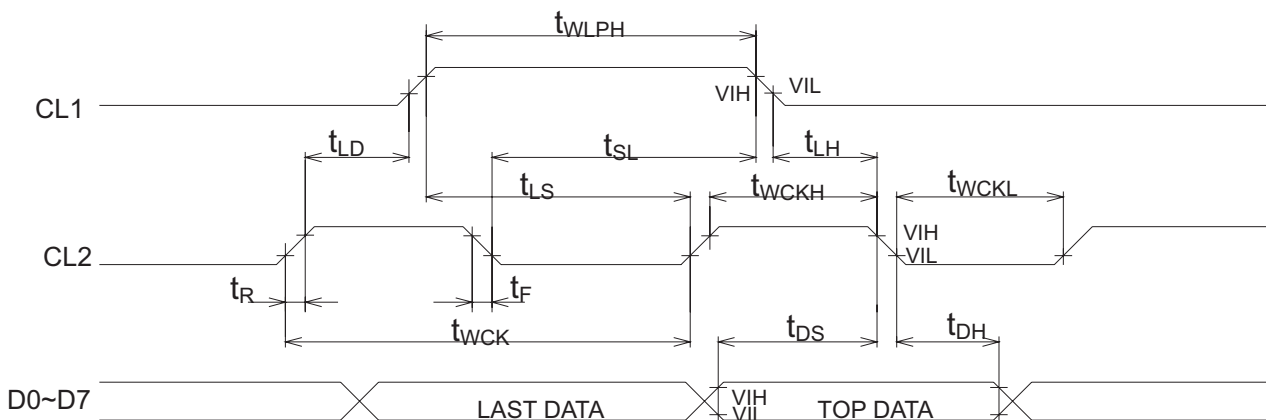 tWLPH
CL1
VIH
VIL
tLD
tSL
tLH
tLS
tWCKH
tWCKL
CL2
VIH
VIL
tR
tF
tWCK
tDS
tDH
D0~D7
LAST DATA
VIH
VIL
TOP DATA